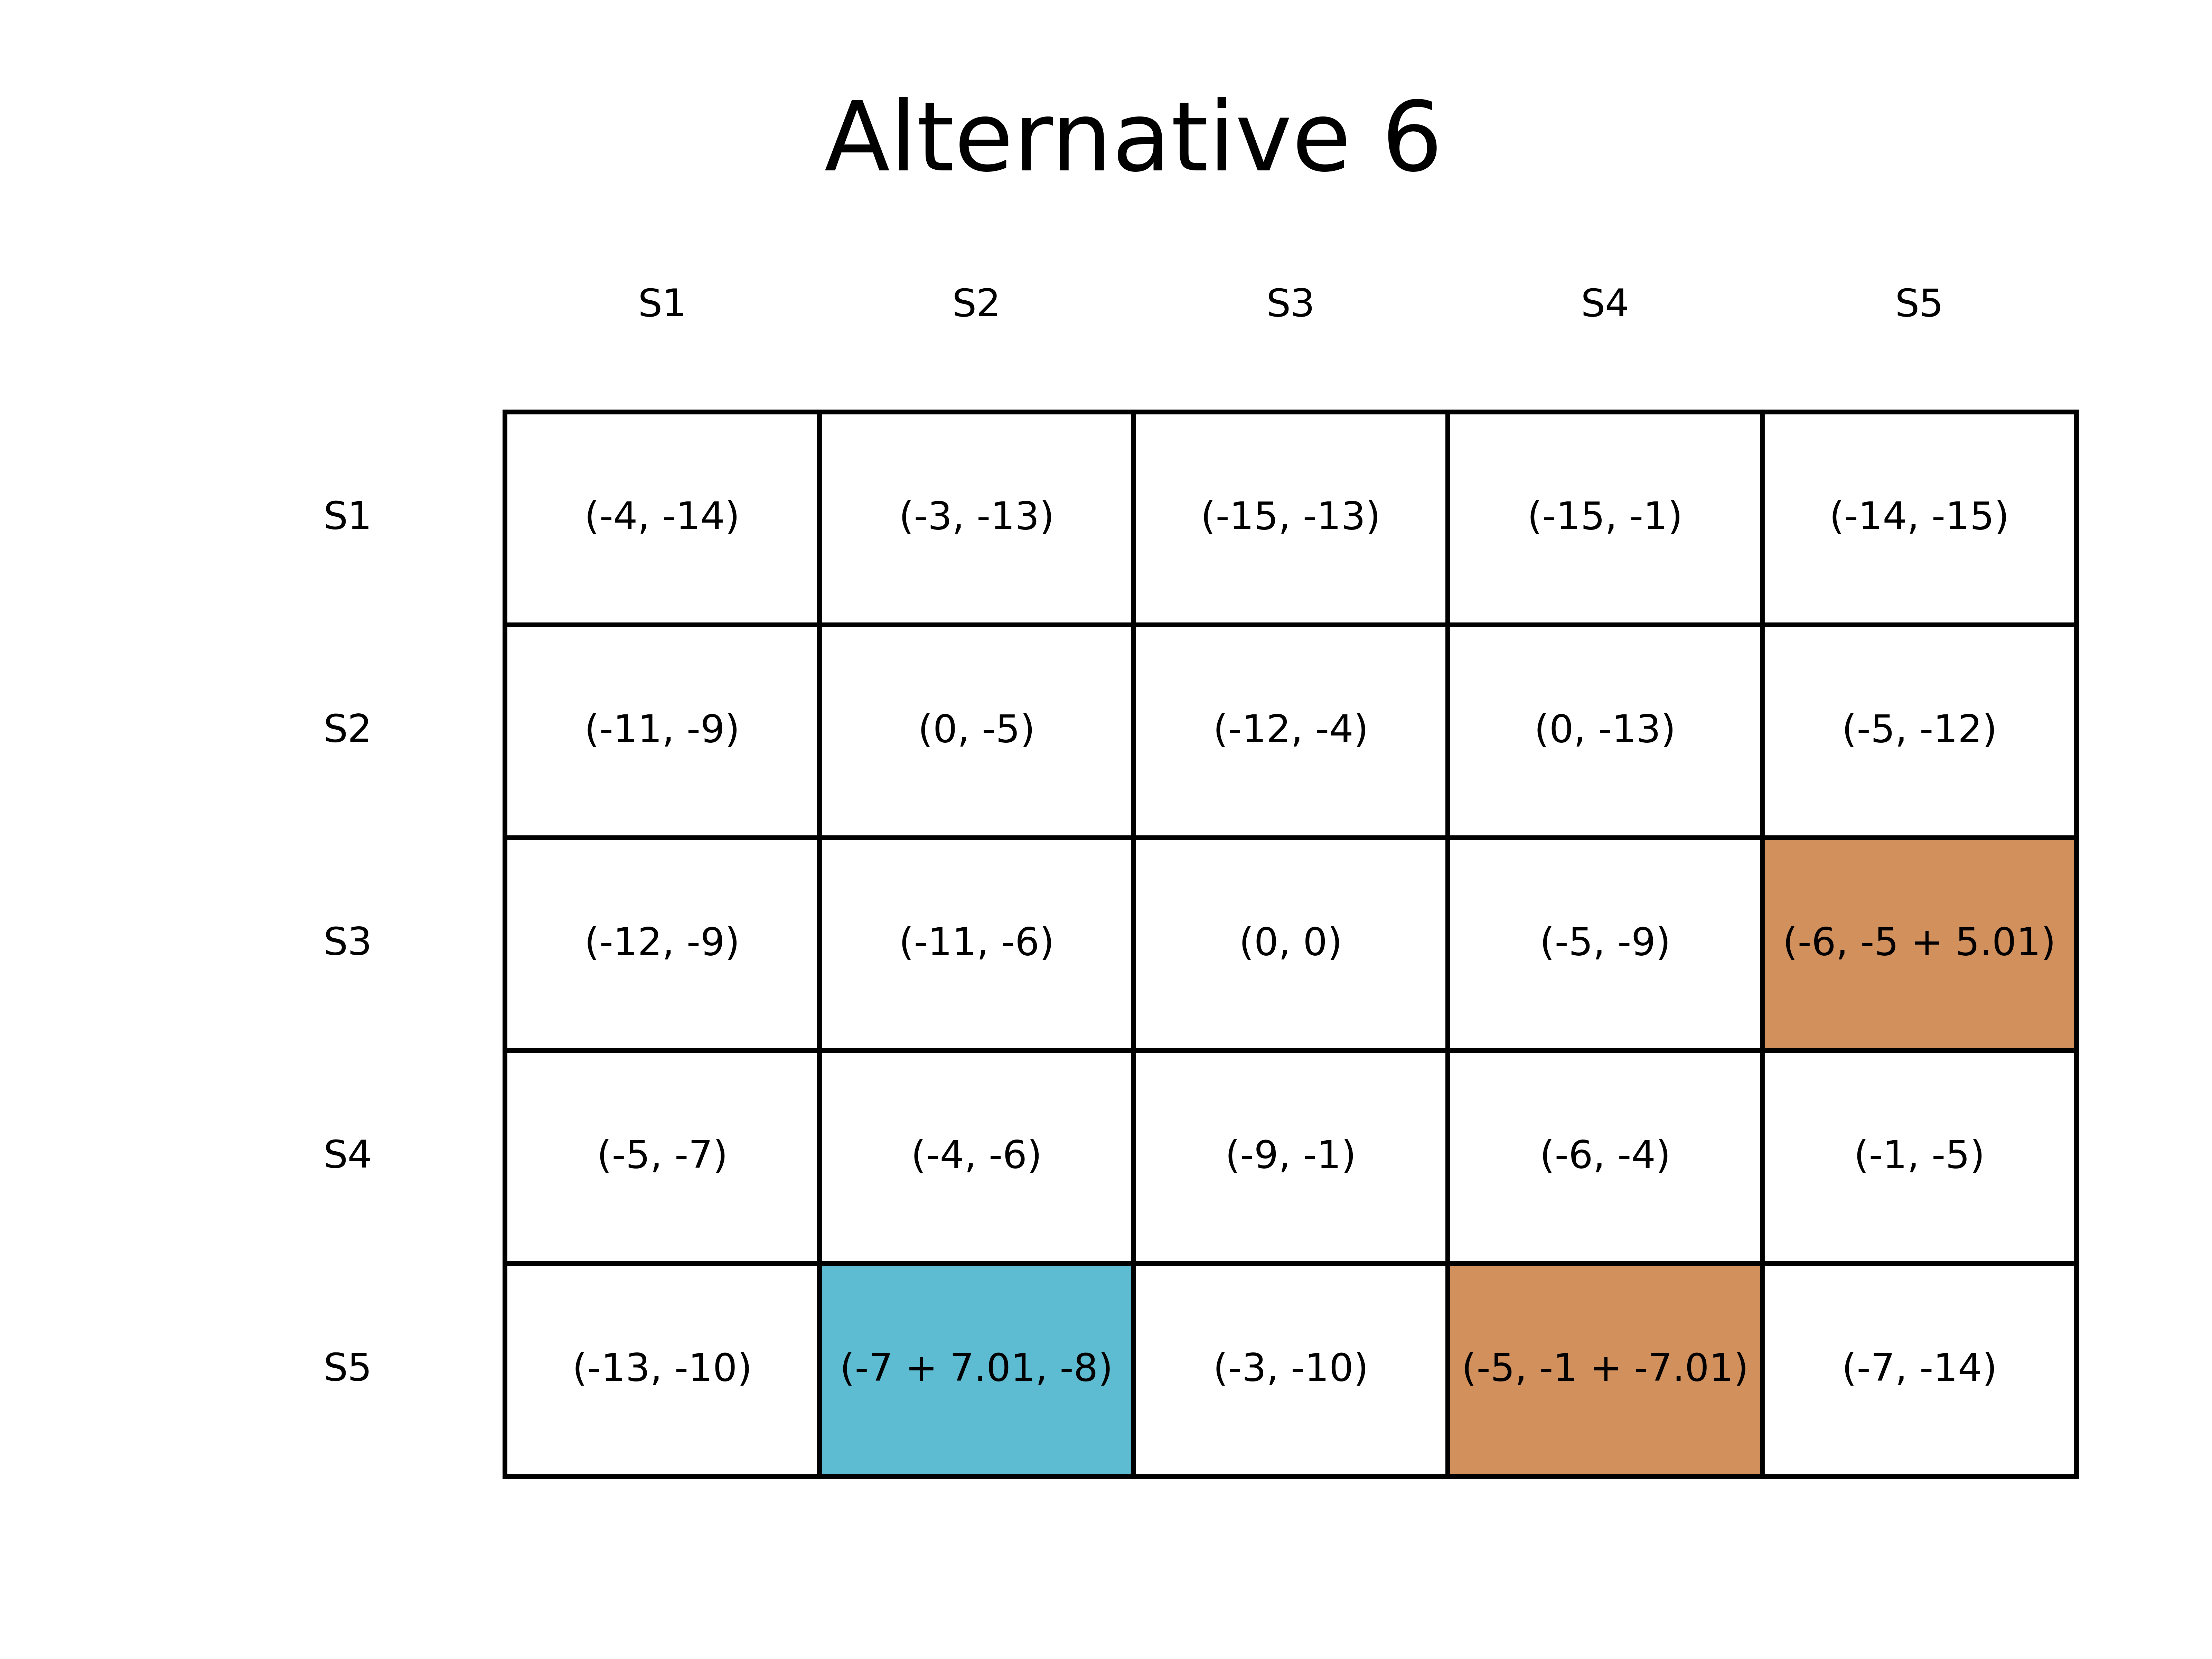 Alternative 6
S1 S2 S3 S4 S5
S1 (-4, -14) (-3, -13) (-15, -13) (-15, -1) (-14, -15)
S2 (-11, -9) (0, -5) (-12, -4) (0, -13) (-5, -12)
S3 (-12, -9) (-11, -6) (0, 0) (-5, -9) (-6, -5 + 5.01)
S4 (-5, -7) (-4, -6) (-9, -1) (-6, -4) (-1, -5)
S5 (-13, -10) (-7 + 7.01, -8) (-3, -10) (-5, -1 + -7.01) (-7, -14)